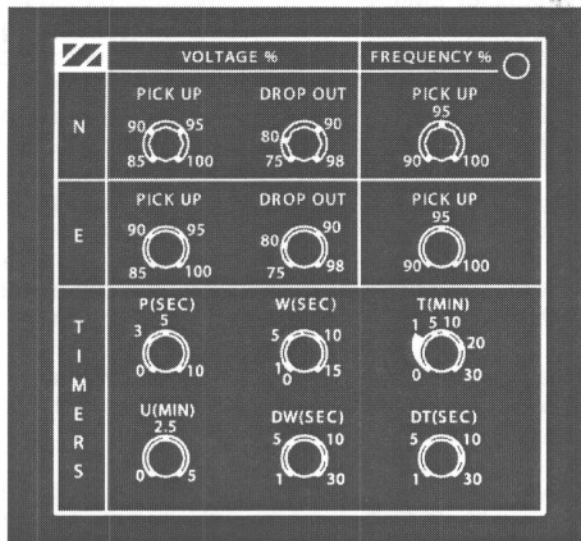 VOLTAGE % FREQUENCY %
N
PICK UP DROP OUT PICK UP
90 95 80 90 95
85 100 75 98 90 100
E
PICK UP DROP OUT PICK UP
90 95 80 90 95
85 100 75 98 90 100
TIMERS
P(SEC) W(SEC) T(MIN)
3 5 5 10 1 5 10 20
0 10 1 0 15 0 30
U(MIN) DW(SEC) DT(SEC)
2.5 5 10 5 10
0 5 1 30 1 30